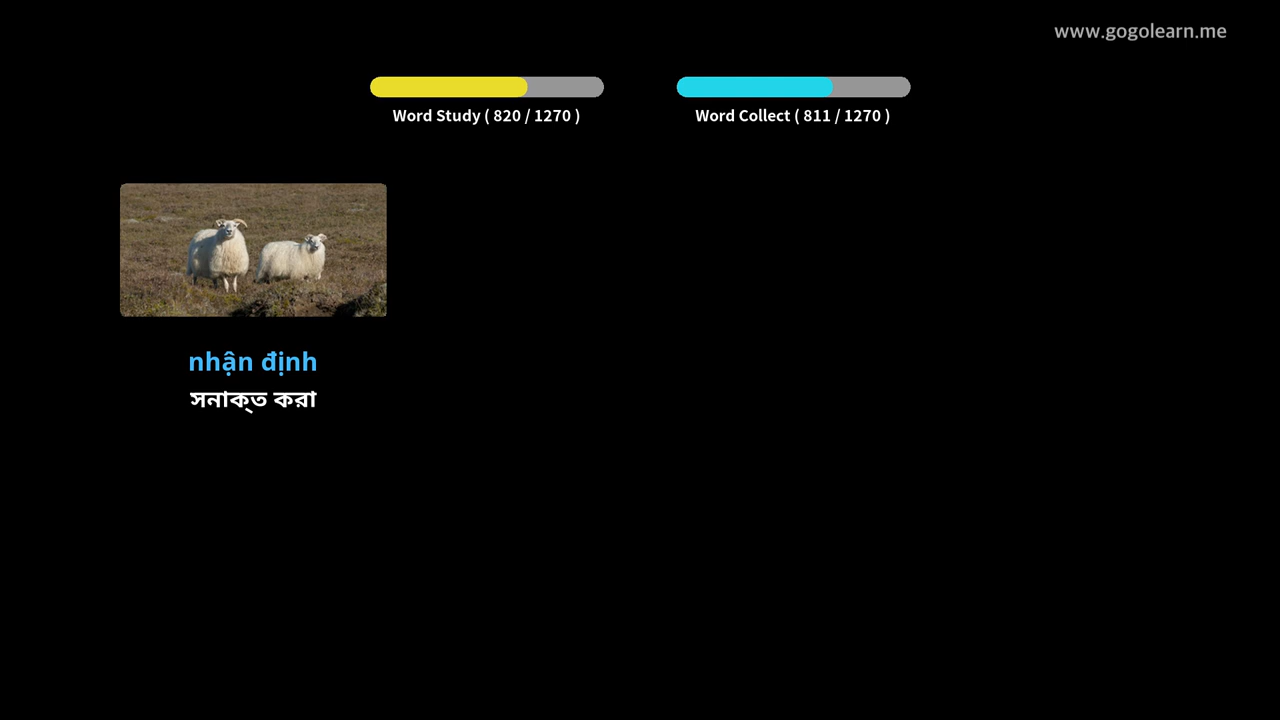 www.gogolearn.me
Word Study ( 820 / 1270 )
Word Collect ( 811 / 1270 )
nhận định
সনাক্ত করা